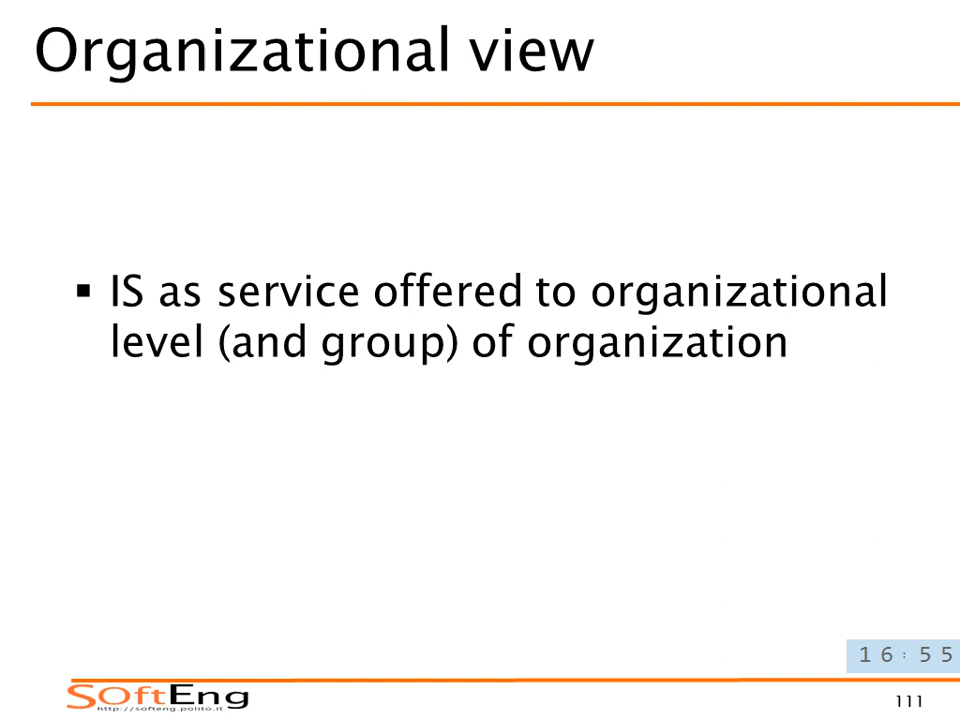 Organizational view
▪ IS as service offered to organizational
level (and group) of organization
16:55
SoftEng
http://softeng.polito.it
111